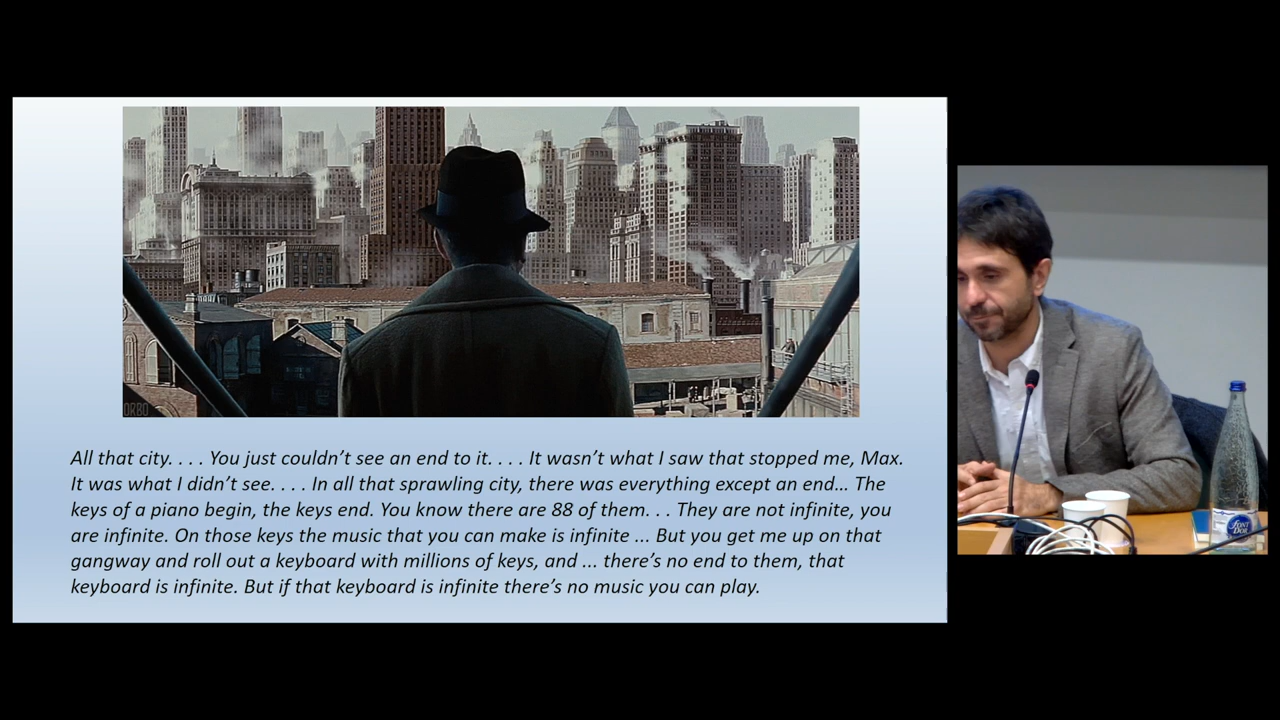 ORBO
All that city. . . . You just couldn’t see an end to it. . . . It wasn’t what I saw that stopped me, Max.
It was what I didn’t see. . . . In all that sprawling city, there was everything except an end… The
keys of a piano begin, the keys end. You know there are 88 of them. . . They are not infinite, you
are infinite. On those keys the music that you can make is infinite ... But you get me up on that
gangway and roll out a keyboard with millions of keys, and ... there’s no end to them, that
keyboard is infinite. But if that keyboard is infinite there’s no music you can play.
FONT
D'OR